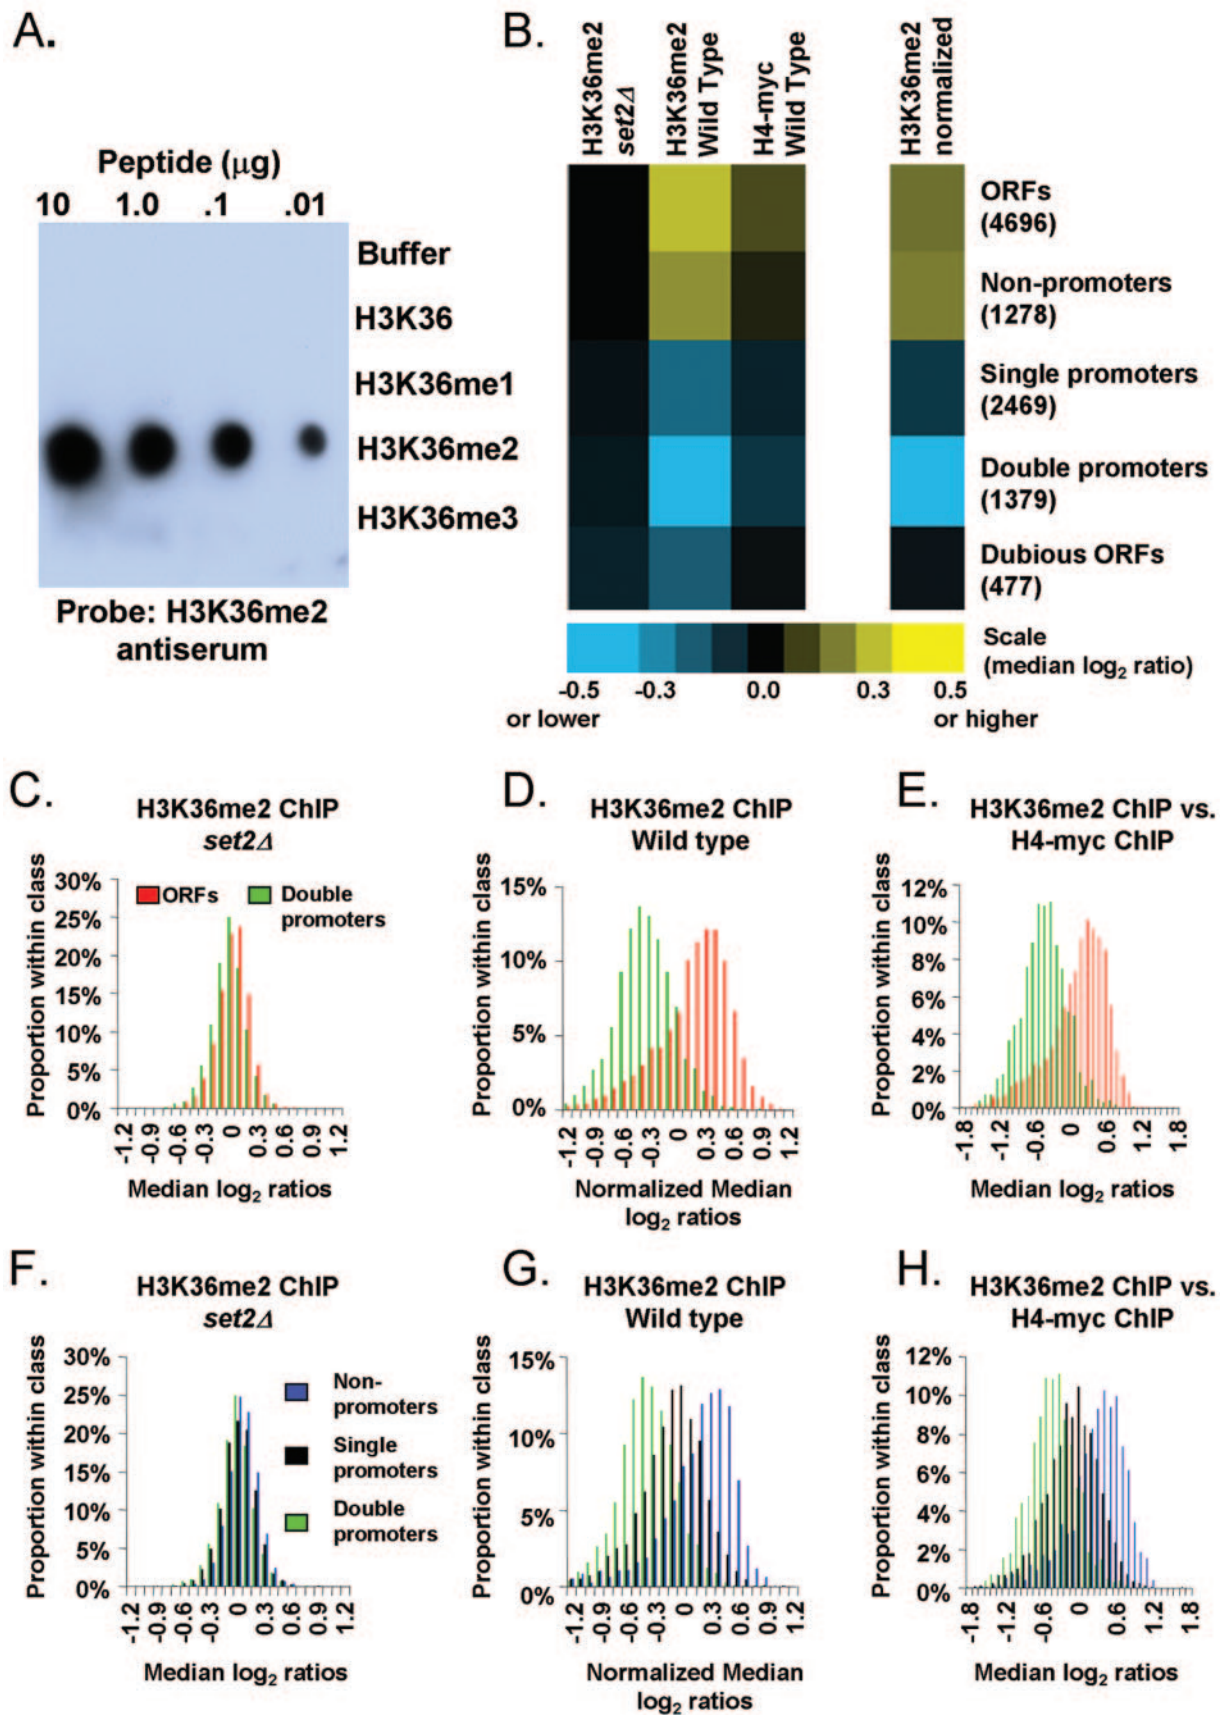 A.
Peptide (µg)
10 1.0 .1 .01
Buffer
H3K36
H3K36me1
H3K36me2
H3K36me3
Probe: H3K36me2
antiserum
B.
H3K36me2
set2Δ
H3K36me2
Wild Type
H4-myc
Wild Type
H3K36me2
normalized
ORFs
(4696)
Non-promoters
(1278)
Single promoters
(2469)
Double promoters
(1379)
Dubious ORFs
(477)
Scale
(median log2 ratio)
-0.5 -0.3 0.0 0.3 0.5
or lower or higher
C.
H3K36me2 ChIP
set2Δ
Proportion within class
30%
25%
20%
15%
10%
5%
0%
ORFs
Double
promoters
-1.2 -0.9 -0.6 -0.3 0 0.3 0.6 0.9 1.2
Median log2 ratios
D.
H3K36me2 ChIP
Wild type
Proportion within class
15%
10%
5%
0%
-1.2 -0.9 -0.6 -0.3 0 0.3 0.6 0.9 1.2
Normalized Median
log2 ratios
E.
H3K36me2 ChIP vs.
H4-myc ChIP
Proportion within class
12%
10%
8%
6%
4%
2%
0%
-1.8 -1.2 -0.6 0 0.6 1.2 1.8
Median log2 ratios
F.
H3K36me2 ChIP
set2Δ
Proportion within class
30%
25%
20%
15%
10%
5%
0%
Non-
promoters
Single
promoters
Double
promoters
-1.2 -0.9 -0.6 -0.3 0 0.3 0.6 0.9 1.2
Median log2 ratios
G.
H3K36me2 ChIP
Wild type
Proportion within class
15%
10%
5%
0%
-1.2 -0.9 -0.6 -0.3 0 0.3 0.6 0.9 1.2
Normalized Median
log2 ratios
H.
H3K36me2 ChIP vs.
H4-myc ChIP
Proportion within class
12%
10%
8%
6%
4%
2%
0%
-1.8 -1.2 -0.6 0 0.6 1.2 1.8
Median log2 ratios